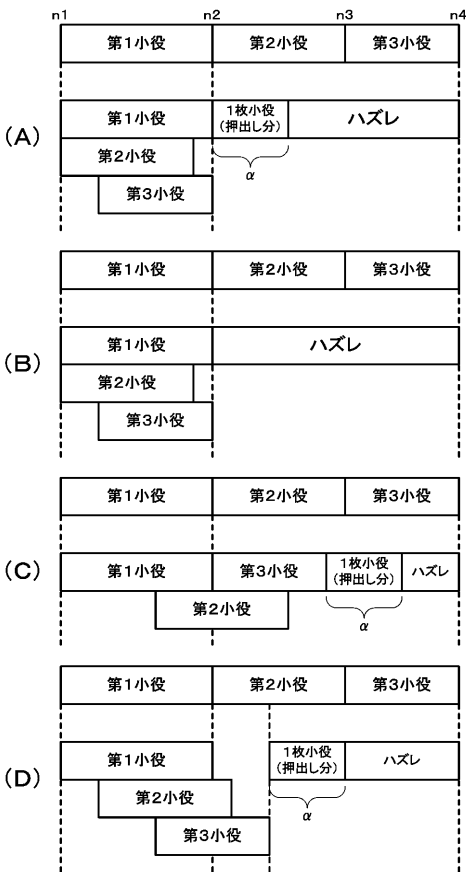 n1 n2 n3 n4
第1小役 第2小役 第3小役
(A)
第1小役 1枚小役 ハズレ
(押出し分)
第2小役
α
第3小役
第1小役 第2小役 第3小役
(B)
第1小役 ハズレ
第2小役
第3小役
第1小役 第2小役 第3小役
(C)
第1小役 第3小役 1枚小役 ハズレ
(押出し分)
第2小役
α
第1小役 第2小役 第3小役
(D)
第1小役 1枚小役 ハズレ
(押出し分)
第2小役
α
第3小役